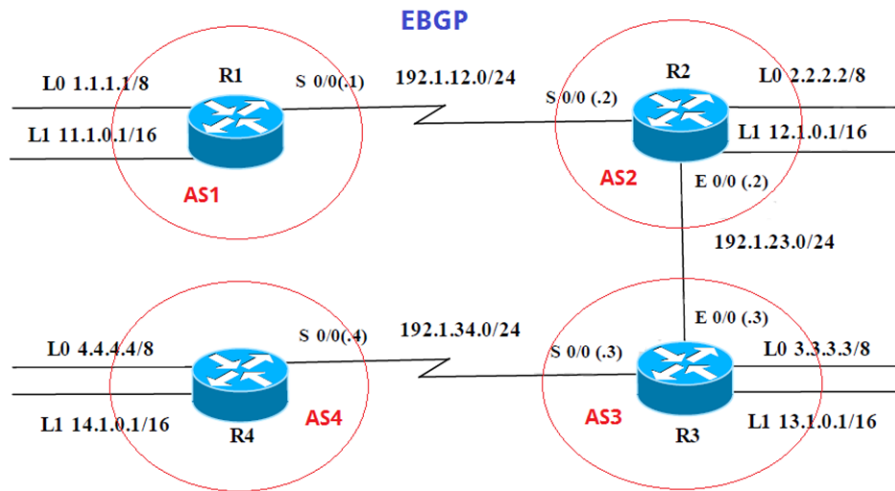 EBGP
L0 1.1.1.1/8
R1
S 0/0(.1)
192.1.12.0/24
S 0/0 (.2)
R2
L0 2.2.2.2/8
L1 11.1.0.1/16
L1 12.1.0.1/16
AS1
AS2
E 0/0 (.2)
192.1.23.0/24
L0 4.4.4.4/8
S 0/0(.4)
192.1.34.0/24
S 0/0 (.3)
E 0/0 (.3)
L0 3.3.3.3/8
L1 14.1.0.1/16
R4
AS4
AS3
R3
L1 13.1.0.1/16